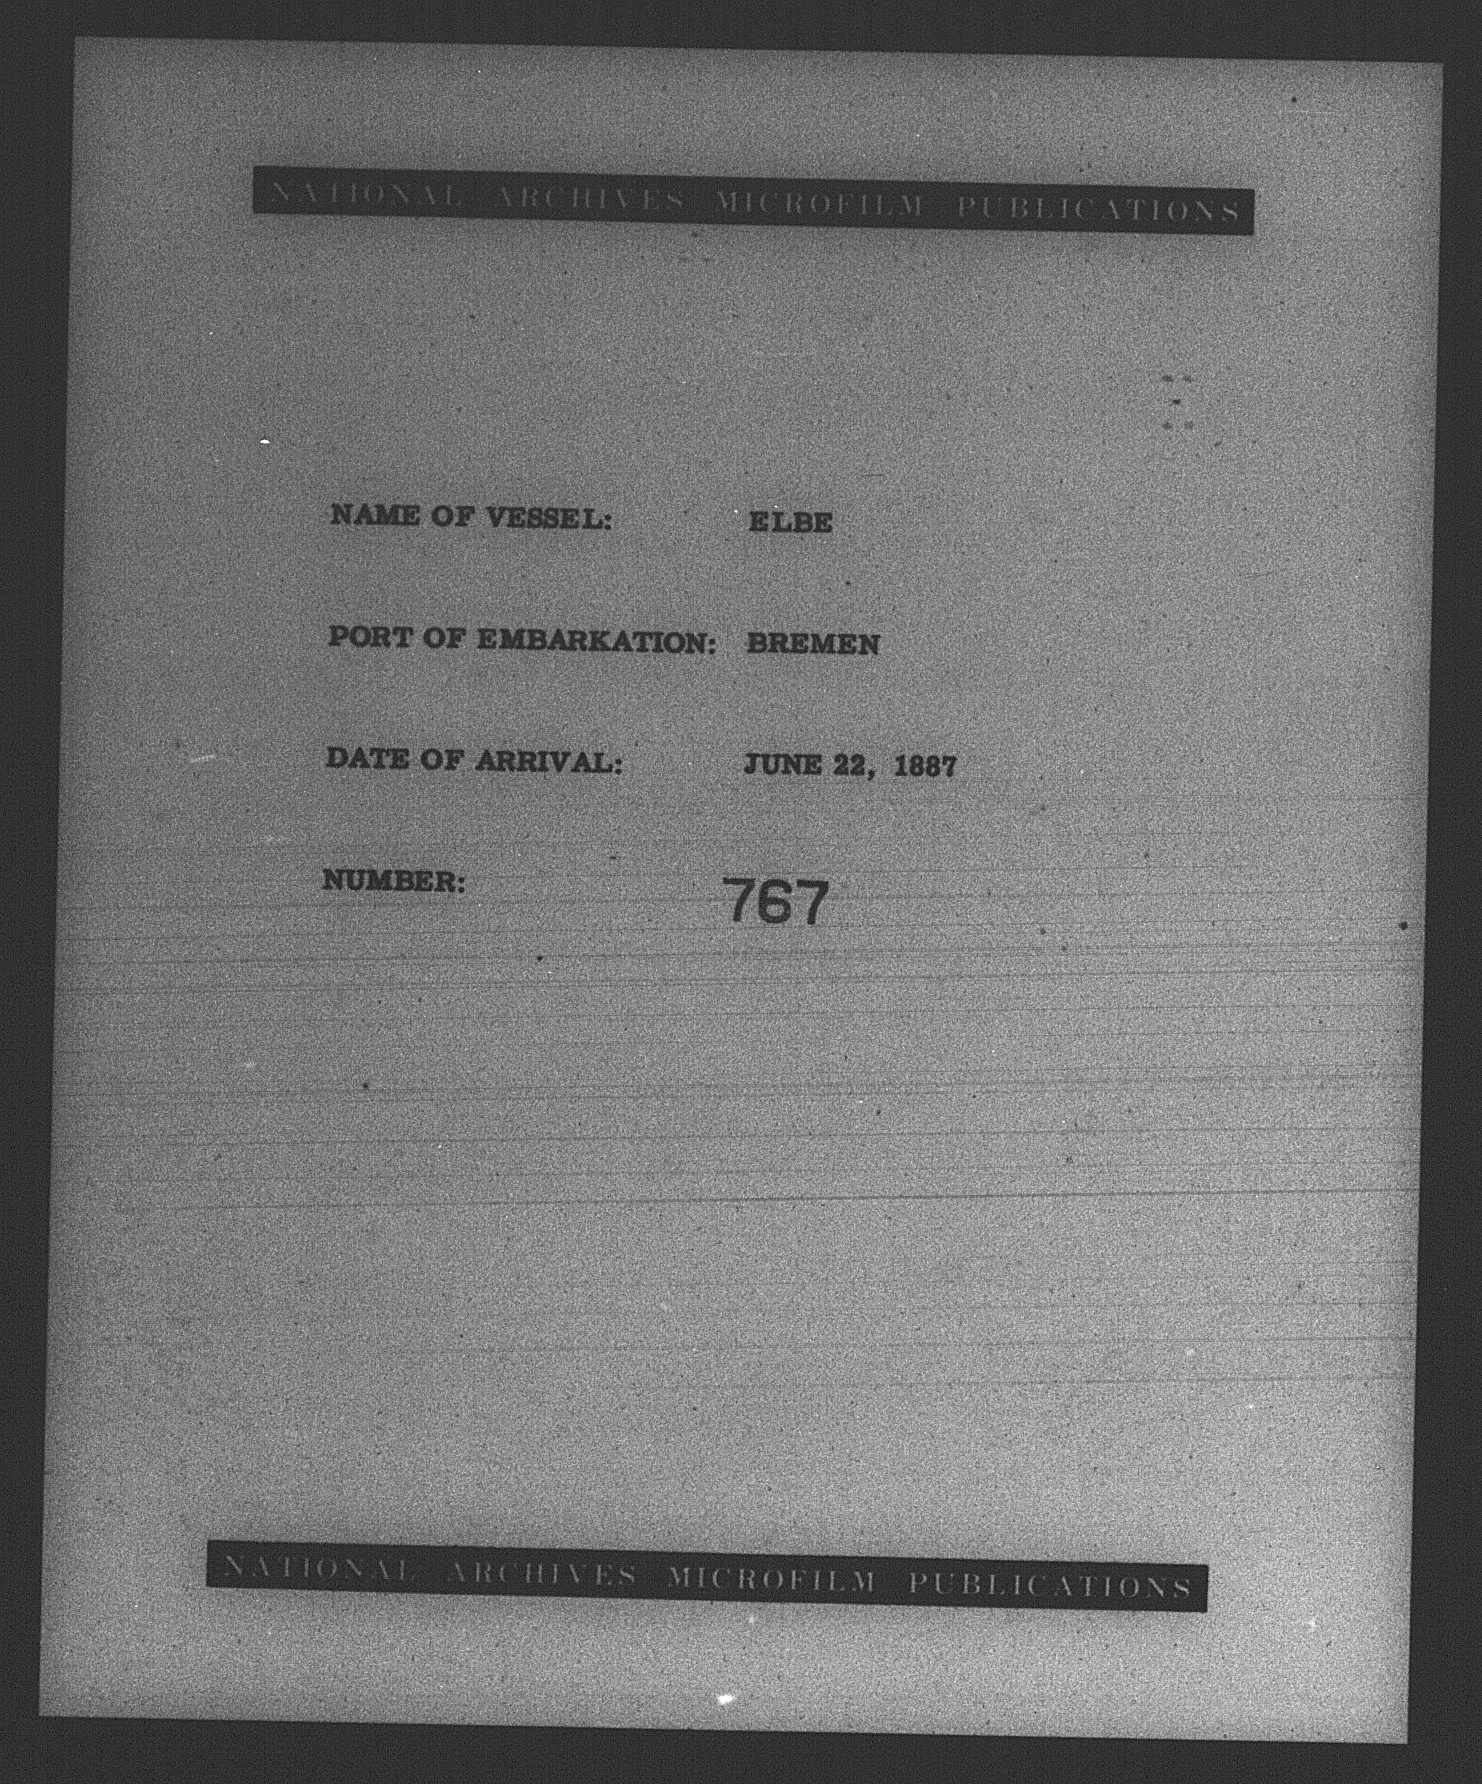 NATIONAL ARCHIVES MICROFILM PUBLICATIONS
NAME OF VESSEL: ELBE
PORT OF EMBARKATION: BREMEN
DATE OF ARRIVAL: JUNE 22, 1887
NUMBER: 767
NATIONAL ARCHIVES MICROFILM PUBLICATIONS